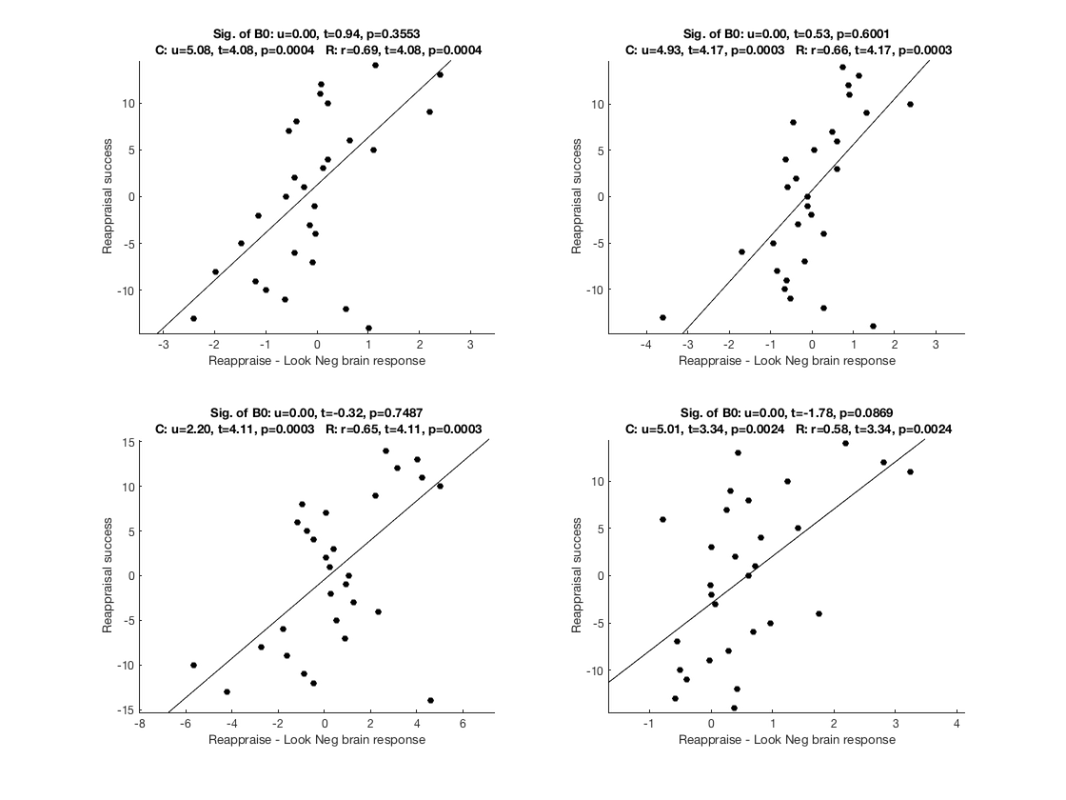 Sig. of B0: u=0.00, t=0.94, p=0.3553
C: u=5.08, t=4.08, p=0.0004 R: r=0.69, t=4.08, p=0.0004
Reappraisal success
10
5
0
-5
-10
-3 -2 -1 0 1 2 3
Reappraise - Look Neg brain response
Sig. of B0: u=0.00, t=0.53, p=0.6001
C: u=4.93, t=4.17, p=0.0003 R: r=0.66, t=4.17, p=0.0003
Reappraisal success
10
5
0
-5
-10
-4 -3 -2 -1 0 1 2 3
Reappraise - Look Neg brain response
Sig. of B0: u=0.00, t=-0.32, p=0.7487
C: u=2.20, t=4.11, p=0.0003 R: r=0.65, t=4.11, p=0.0003
Reappraisal success
15
10
5
0
-5
-10
-15
-8 -6 -4 -2 0 2 4 6
Reappraise - Look Neg brain response
Sig. of B0: u=0.00, t=-1.78, p=0.0869
C: u=5.01, t=3.34, p=0.0024 R: r=0.58, t=3.34, p=0.0024
Reappraisal success
10
5
0
-5
-10
-1 0 1 2 3 4
Reappraise - Look Neg brain response